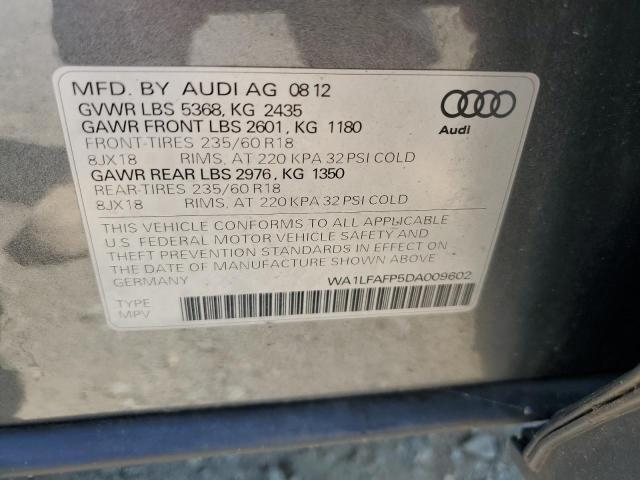 MFD. BY AUDI AG 08 12
GVWR LBS 5368, KG 2435
GAWR FRONT LBS 2601, KG 1180
FRONT-TIRES 235/60 R18
8JX18 RIMS, AT 220 KPA 32 PSI COLD
GAWR REAR LBS 2976, KG 1350
REAR-TIRES 235/60 R18
8JX18 RIMS, AT 220 KPA 32 PSI COLD
Audi
THIS VEHICLE CONFORMS TO ALL APPLICABLE
U.S. FEDERAL MOTOR VEHICLE SAFETY AND
THEFT PREVENTION STANDARDS IN EFFECT ON
THE DATE OF MANUFACTURE SHOWN ABOVE
GERMANY WA1LFAFP5DA009602
TYPE
MPV